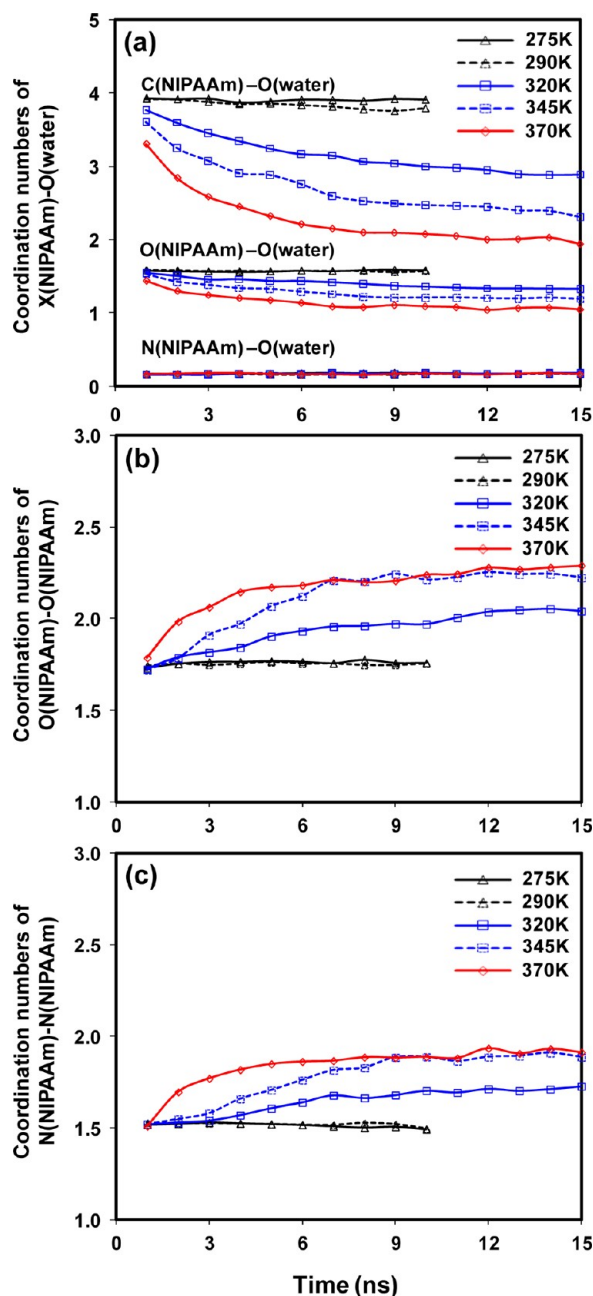 Coordination numbers of
X(NIPAAm)-O(water)
5
4
3
2
1
0
(a)
275K
290K
320K
345K
370K
C(NIPAAm)–O(water)
O(NIPAAm)–O(water)
N(NIPAAm)–O(water)
0
3
6
9
12
15
Coordination numbers of
O(NIPAAm)-O(NIPAAm)
3.0
2.5
2.0
1.5
1.0
(b)
275K
290K
320K
345K
370K
0
3
6
9
12
15
Coordination numbers of
N(NIPAAm)-N(NIPAAm)
3.0
2.5
2.0
1.5
1.0
(c)
275K
290K
320K
345K
370K
0
3
6
9
12
15
Time (ns)